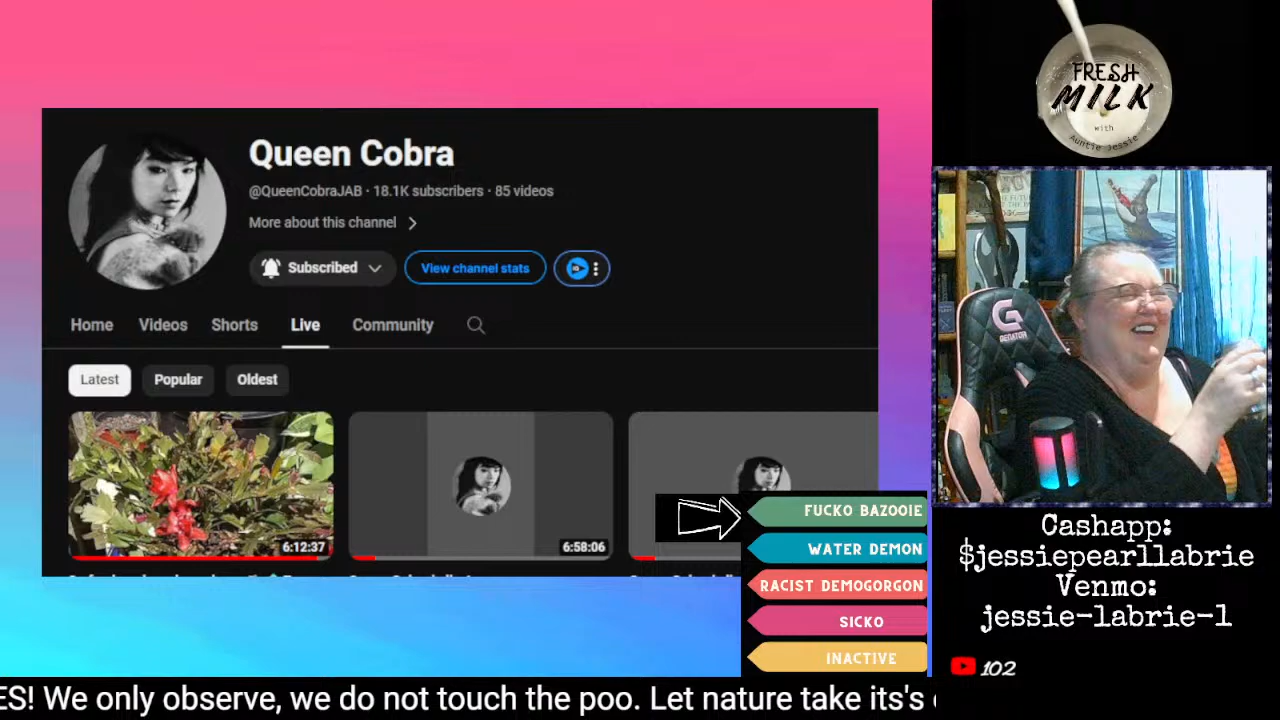 Queen Cobra
@QueenCobraJAB · 18.1K subscribers · 85 videos
More about this channel
Subscribed
View channel stats
Home
Videos
Shorts
Live
Community
Latest
Popular
Oldest
6:12:37
6:58:06
FUCKO BAZOOIE
WATER DEMON
RACIST DEMOGORGON
SICKO
INACTIVE
ES! We only observe, we do not touch the poo. Let nature take its's
FRESH
MILK
with
Auntie Jessie
G
Cashapp:
$jessiepearllabrie
Venmo:
jessie-labrie-1
102